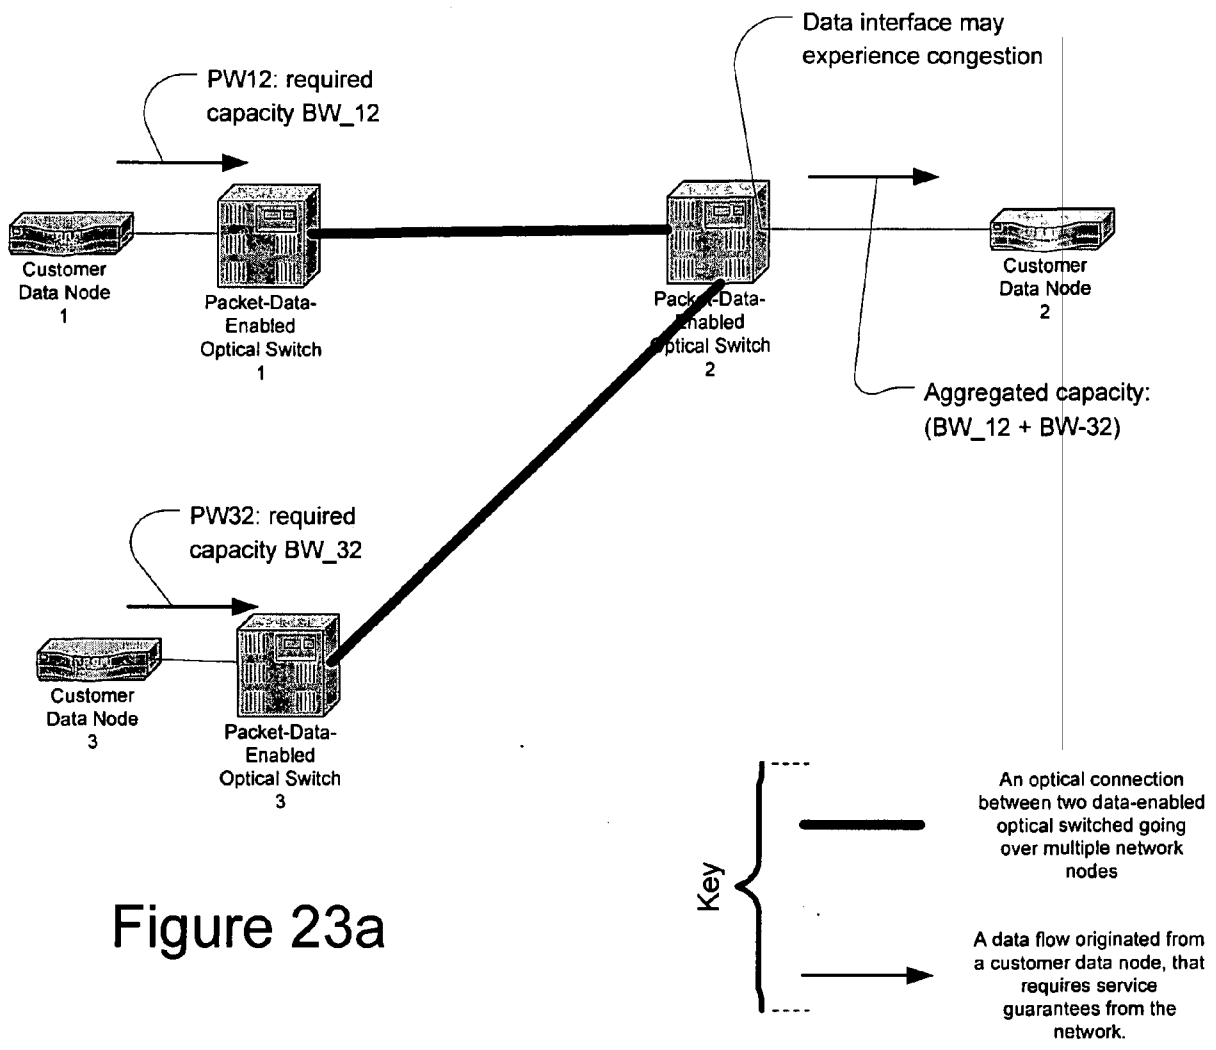 Data interface may
experience congestion
PW12: required
capacity BW_12
Customer
Data Node
1
Packet-Data-
Enabled
Optical Switch
1
Packet-Data-
Enabled
Optical Switch
2
Customer
Data Node
2
Aggregated capacity:
(BW_12 + BW-32)
PW32: required
capacity BW_32
Customer
Data Node
3
Packet-Data-
Enabled
Optical Switch
3
Key
An optical connection
between two data-enabled
optical switched going
over multiple network
nodes
A data flow originated from
a customer data node, that
requires service
guarantees from the
network.
Figure 23a